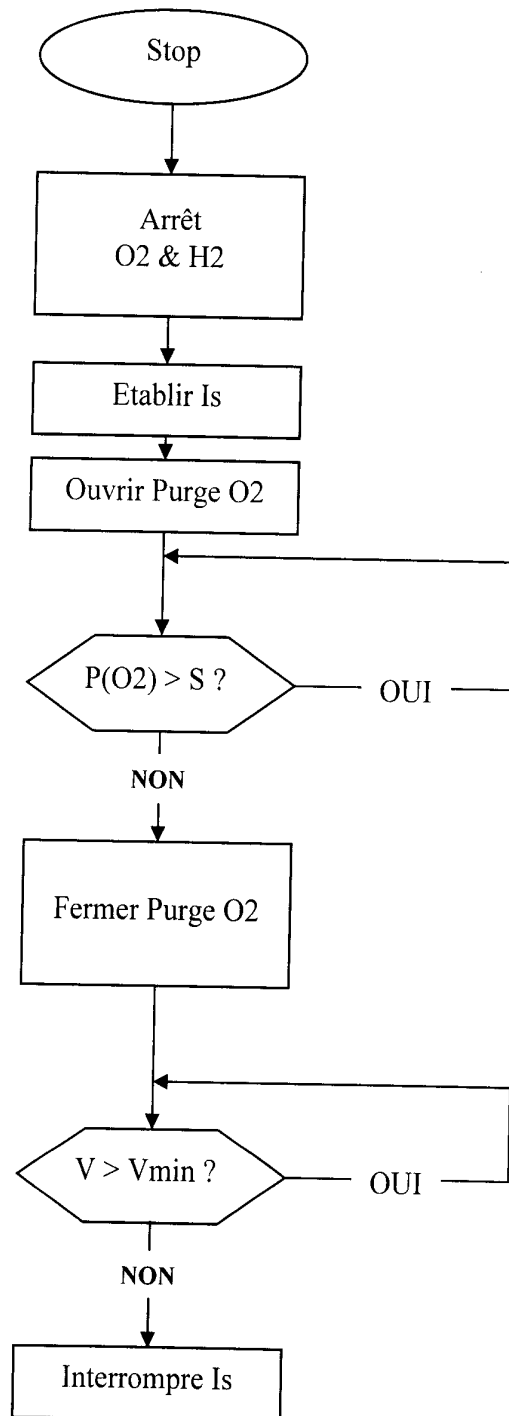 Stop
Arrêt
O2 & H2
Etablir Is
Ouvrir Purge O2
P(O2) > S ?
OUI
NON
Fermer Purge O2
V > Vmin ?
OUI
NON
Interrompre Is